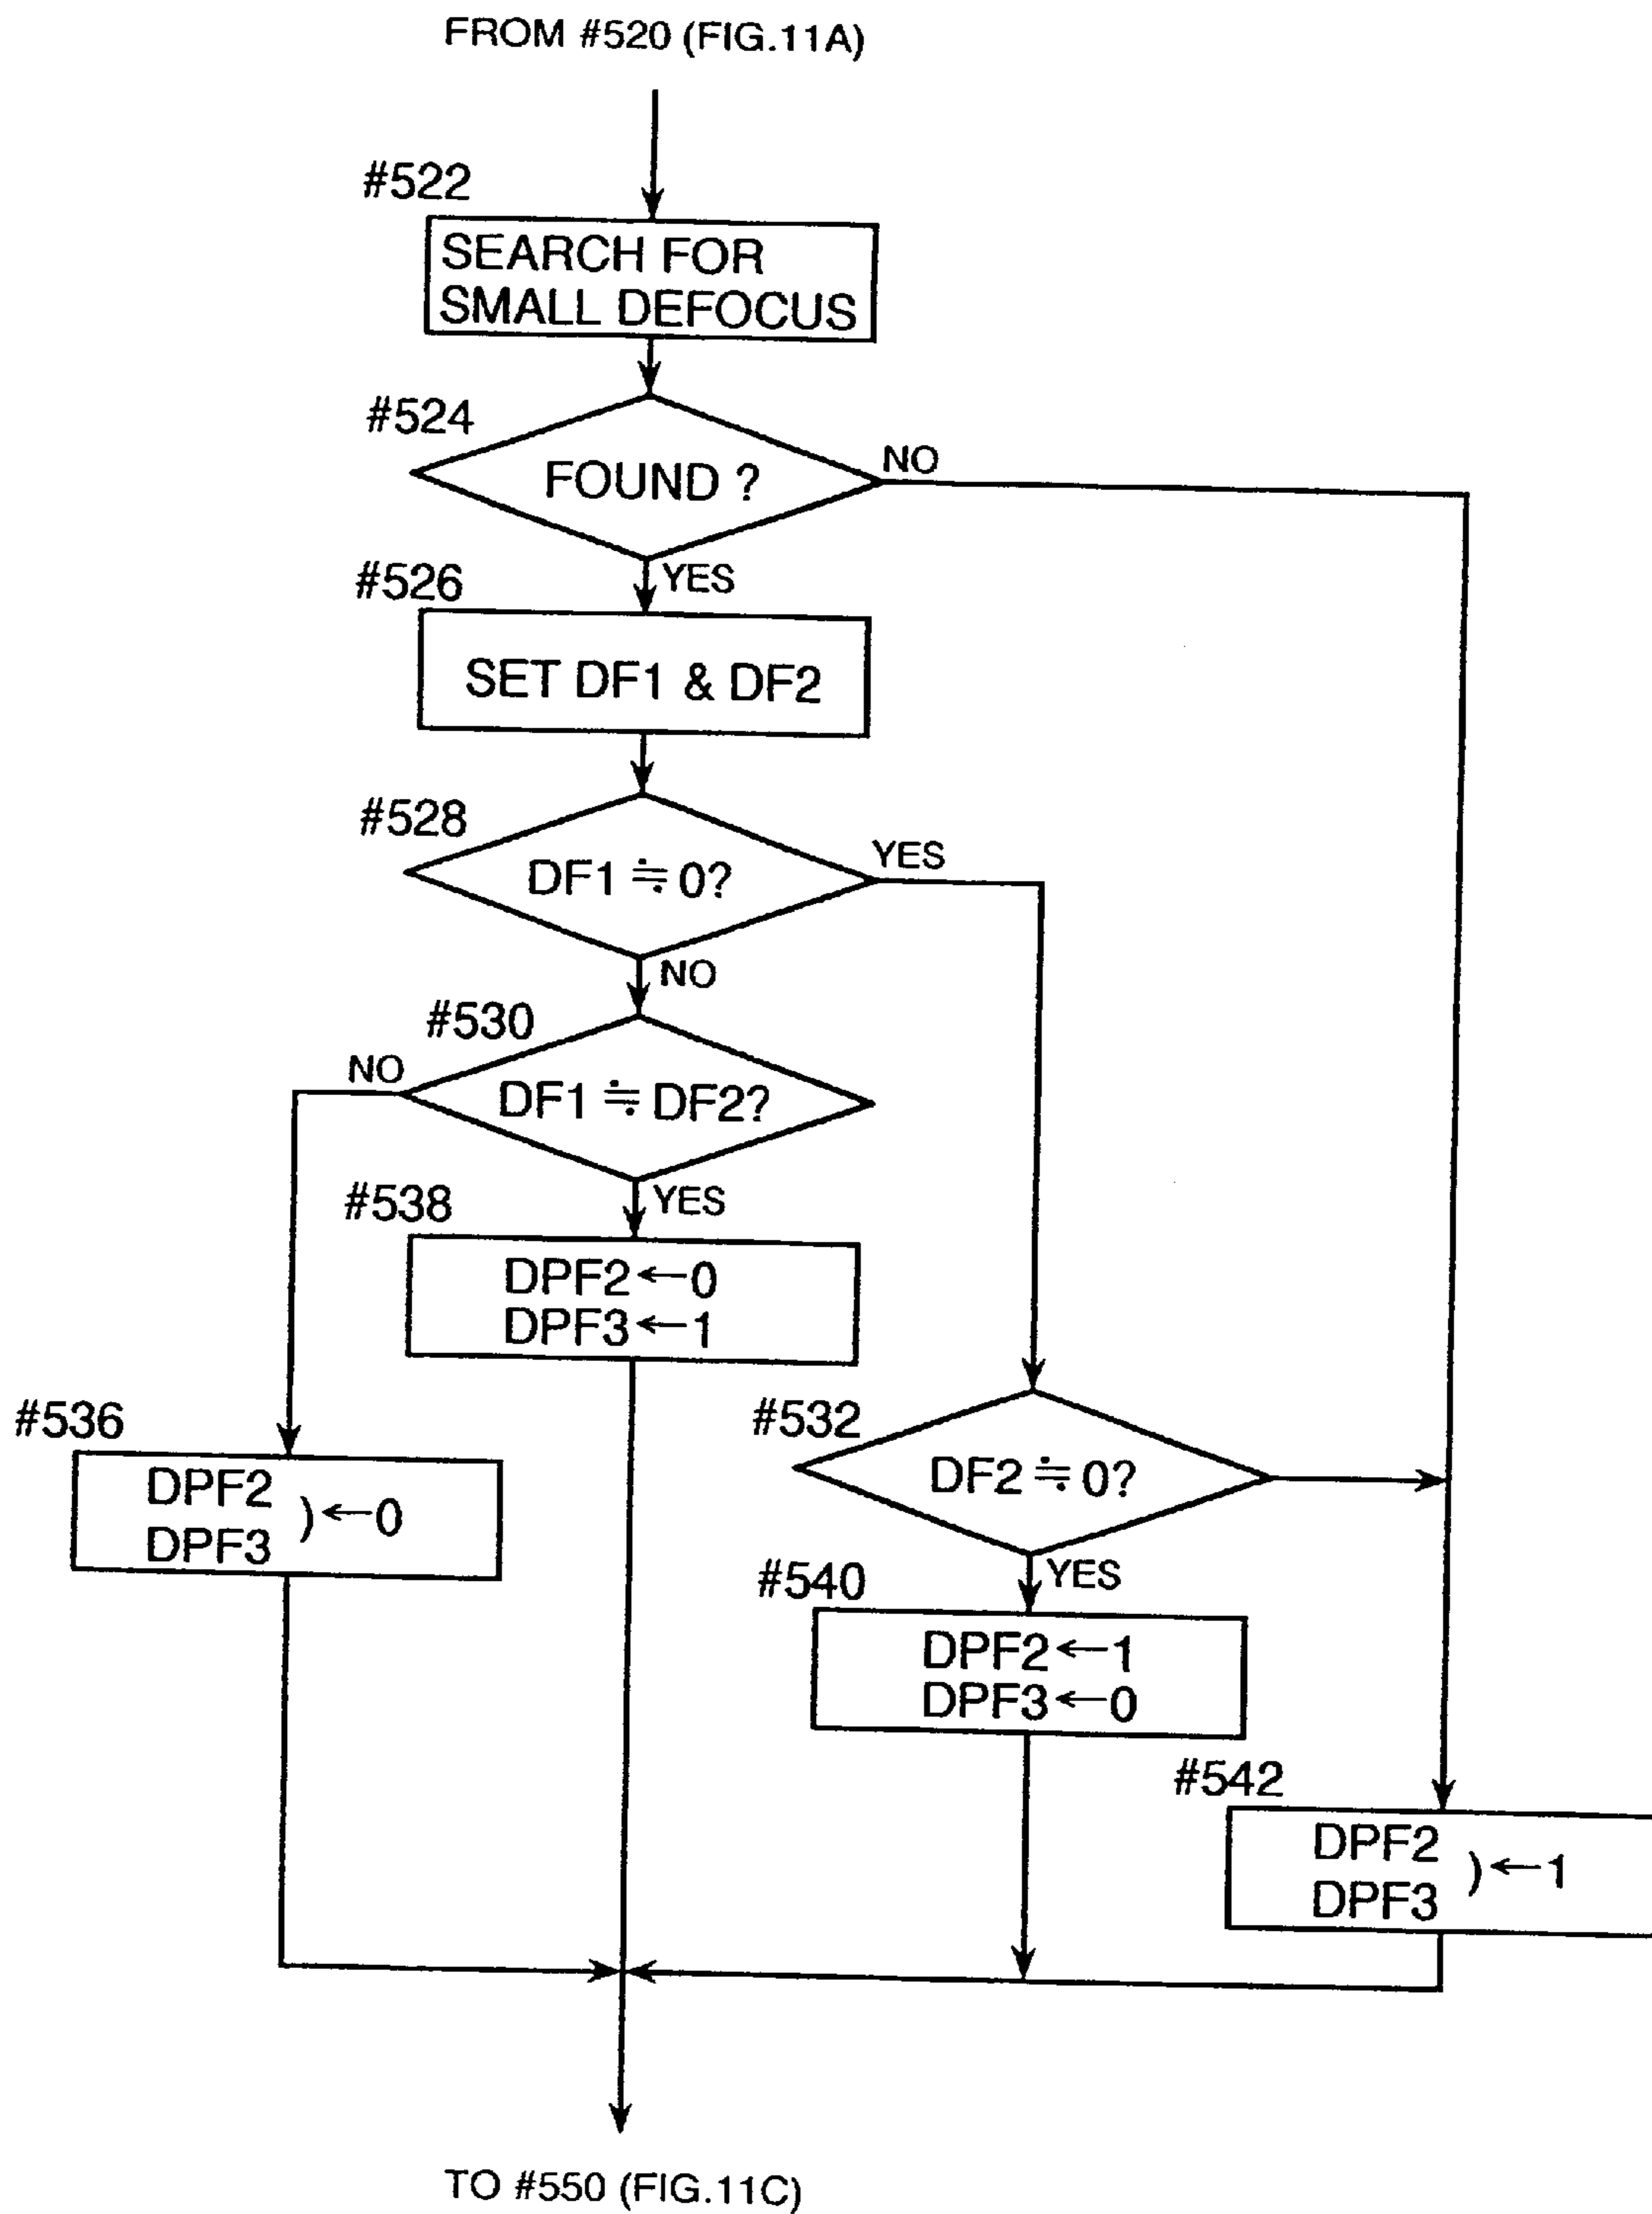 FROM #520 (FIG.11A)
#522
SEARCH FOR
SMALL DEFOCUS
#524
FOUND ?
NO
YES
#526
SET DF1 & DF2
#528
DF1 ≒ 0?
YES
NO
#530
NO
DF1 ≒ DF2?
YES
#538
DPF2←0
DPF3←1
#536
DPF2
DPF3
)←0
#532
DF2 ≒ 0?
YES
#540
DPF2←1
DPF3←0
#542
DPF2
DPF3
)←1
TO #550 (FIG.11C)